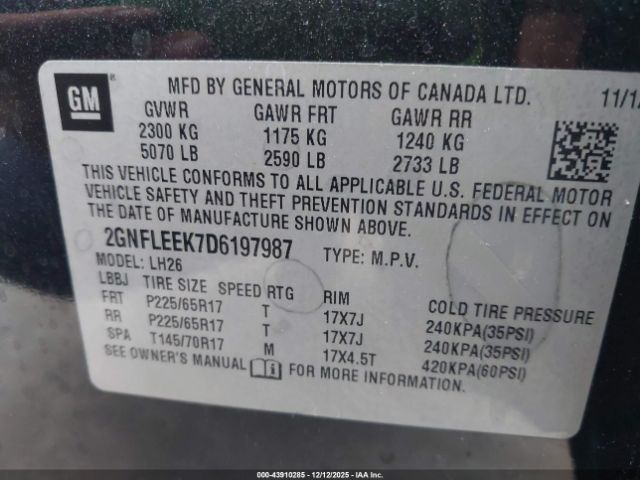 GM ®
MFD BY GENERAL MOTORS OF CANADA LTD. 11/1
GVWR GAWR FRT GAWR RR
2300 KG 1175 KG 1240 KG
5070 LB 2590 LB 2733 LB
THIS VEHICLE CONFORMS TO ALL APPLICABLE U.S. FEDERAL MOTOR
VEHICLE SAFETY AND THEFT PREVENTION STANDARDS IN EFFECT ON
THE DATE OF MANUFACTURE SHOWN ABOVE.
2GNFLEEK7D6197987 TYPE: M.P.V.
MODEL: LH26
LBBJ TIRE SIZE SPEED RTG RIM COLD TIRE PRESSURE
FRT P225/65R17 T 17X7J 240KPA(35PSI)
RR P225/65R17 T 17X7J 240KPA(35PSI)
SPA T145/70R17 M 17X4.5T 420KPA(60PSI)
SEE OWNER'S MANUAL FOR MORE INFORMATION.
000-43910285 - 12/12/2025 - IAA Inc.